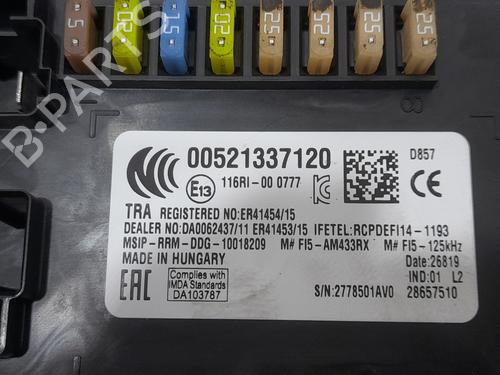 5
20
15
20
25
25
25
25
8
B-PARTS
00521337120
D857
E13
116RI-00 0777
TRA REGISTERED NO:ER41454/15
DEALER NO:DA0062437/11 ER41453/15 IFETEL:RCPDEFI14-1193
MSIP-RRM-DDG-10018209 M# FI5-AM433RX M# FI5-125kHz
MADE IN HUNGARY
Date:26819
EAC
Complies with
IMDA Standards
DA103787
IND:01 L2
S/N:2778501AV0 28657510